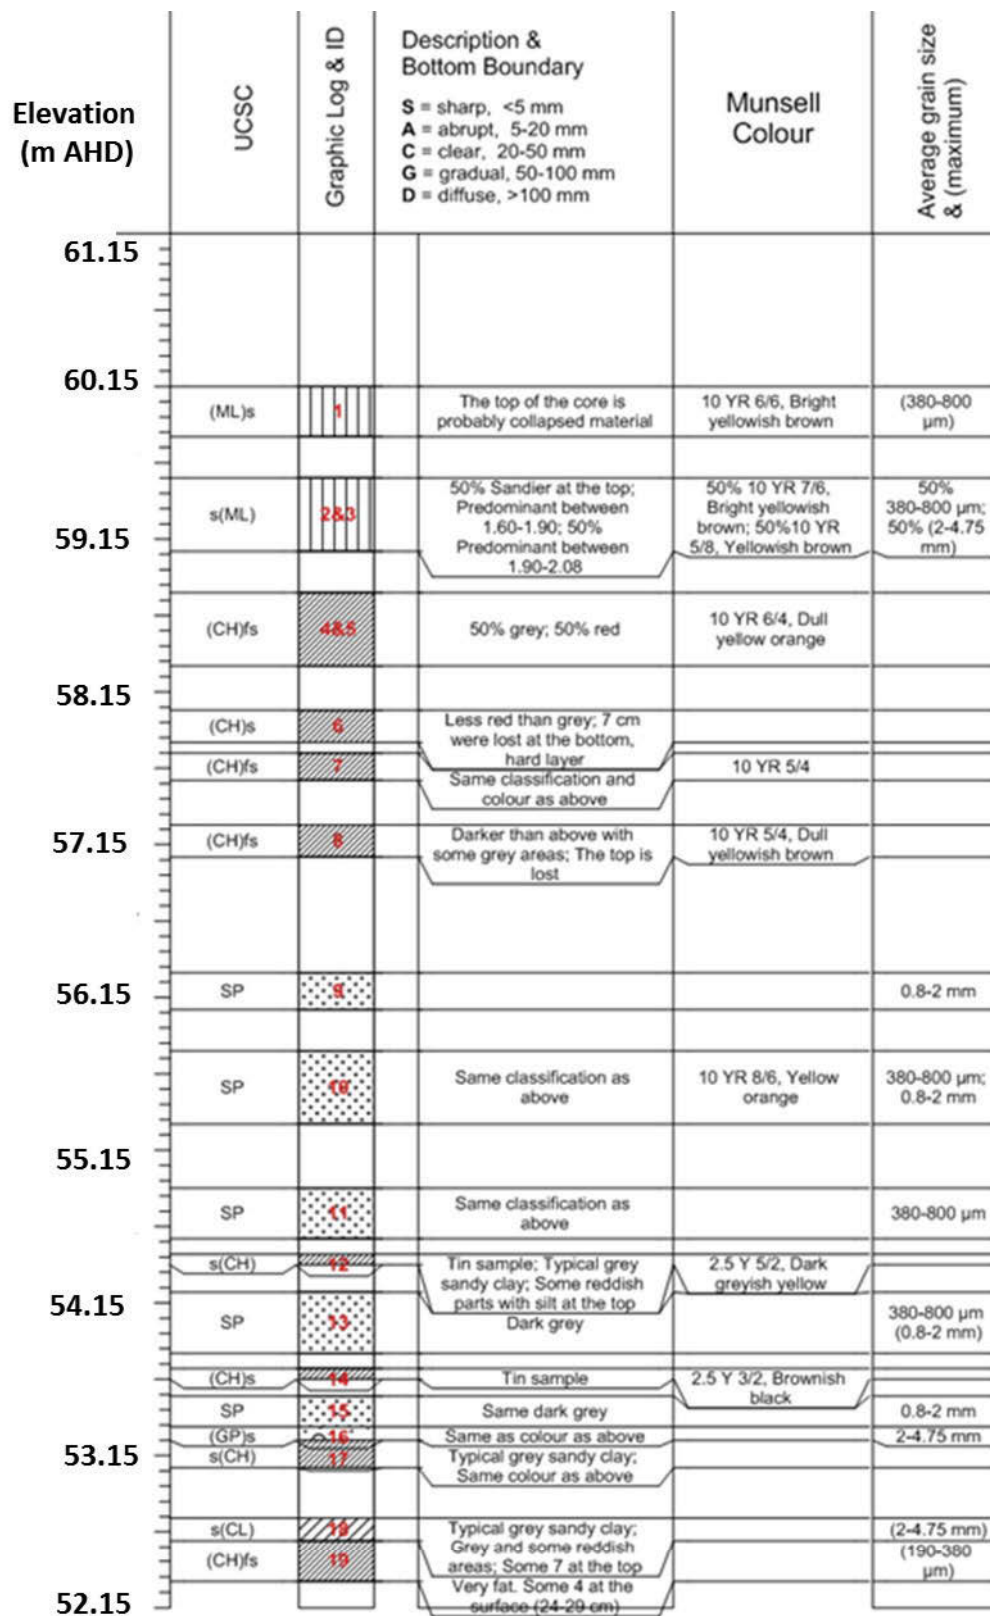 Elevation
(m AHD)
UCSC
Graphic Log & ID
Description &
Bottom Boundary
S = sharp, <5 mm
A = abrupt, 5-20 mm
C = clear, 20-50 mm
G = gradual, 50-100 mm
D = diffuse, >100 mm
Munsell
Colour
Average grain size
& (maximum)
61.15
60.15
(ML)s
1
The top of the core is
probably collapsed material
10 YR 6/6, Bright
yellowish brown
(380-800
µm)
s(ML)
2&3
50% Sandier at the top;
Predominant between
1.60-1.90; 50%
Predominant between
1.90-2.08
50% 10 YR 7/6,
Bright yellowish
brown; 50%10 YR
5/8, Yellowish brown
50%
380-800 µm;
50% (2-4.75
mm)
59.15
(CH)fs
4&5
50% grey; 50% red
10 YR 6/4, Dull
yellow orange
58.15
(CH)s
6
Less red than grey; 7 cm
were lost at the bottom,
hard layer
(CH)fs
7
Same classification and
colour as above
10 YR 5/4
57.15
(CH)fs
8
Darker than above with
some grey areas; The top is
lost
10 YR 5/4, Dull
yellowish brown
56.15
SP
9
0.8-2 mm
SP
10
Same classification as
above
10 YR 8/6, Yellow
orange
380-800 µm;
0.8-2 mm
55.15
SP
11
Same classification as
above
380-800 µm
s(CH)
12
Tin sample; Typical grey
sandy clay; Some reddish
parts with silt at the top
2.5 Y 5/2, Dark
greyish yellow
54.15
SP
13
Dark grey
380-800 µm
(0.8-2 mm)
(CH)s
14
Tin sample
2.5 Y 3/2, Brownish
black
SP
15
Same dark grey
0.8-2 mm
(GP)s
16
Same as colour as above
2-4.75 mm
53.15
s(CH)
17
Typical grey sandy clay;
Same colour as above
s(CL)
18
Typical grey sandy clay;
Grey and some reddish
areas; Some 7 at the top
(2-4.75 mm)
(CH)fs
19
Very fat. Some 4 at the
surface (24-29 cm)
(190-380
µm)
52.15